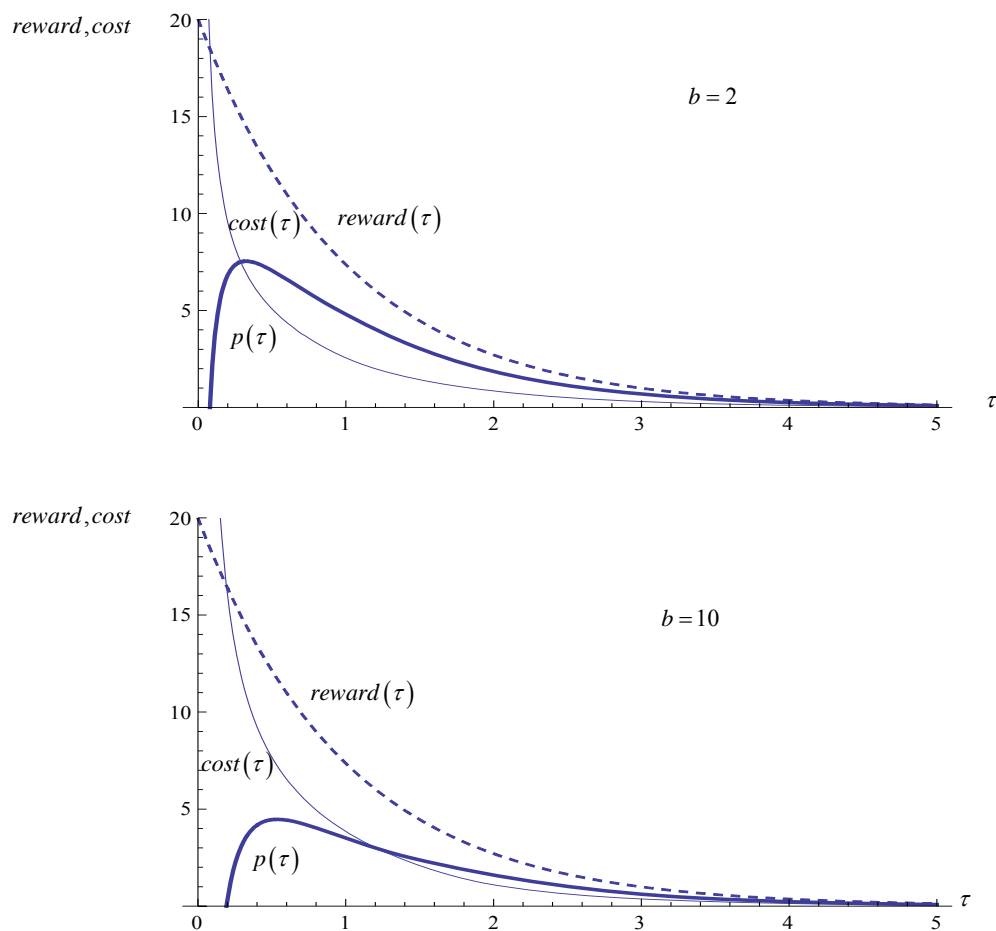 reward,cost
20
b = 2
15
10
cost(τ)
reward(τ)
5
p(τ)
τ
0 1 2 3 4 5
reward,cost
20
b = 10
15
reward(τ)
10
cost(τ)
5
p(τ)
τ
0 1 2 3 4 5